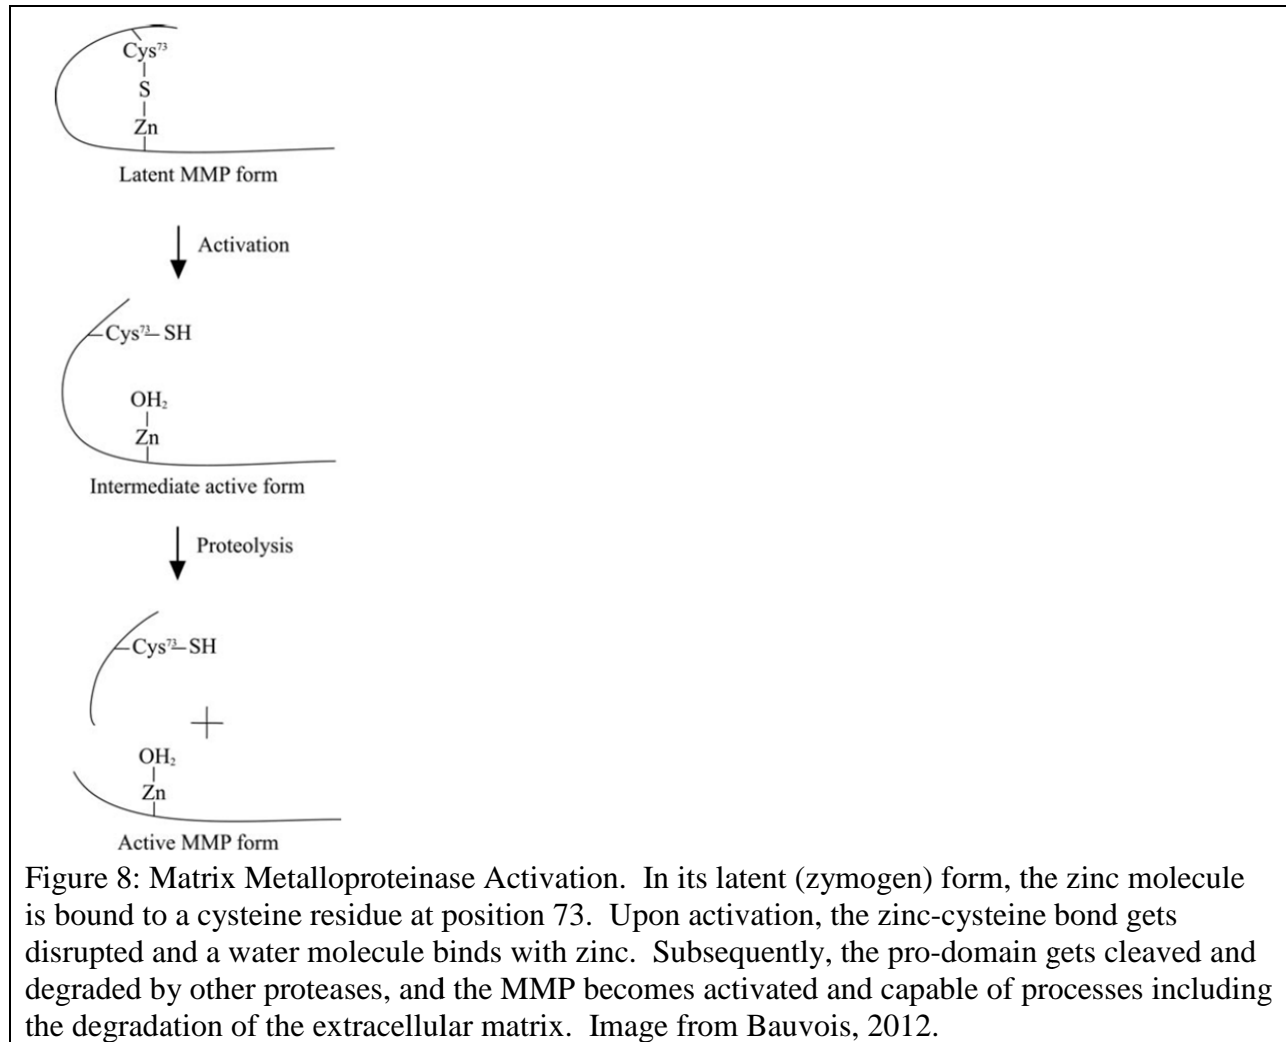 Cys⁷³
S
Zn
Latent MMP form
Activation
Cys⁷³ SH
OH₂
Zn
Intermediate active form
Proteolysis
Cys⁷³ SH
+
OH₂
Zn
Active MMP form
Figure 8: Matrix Metalloproteinase Activation. In its latent (zymogen) form, the zinc molecule
is bound to a cysteine residue at position 73. Upon activation, the zinc-cysteine bond gets
disrupted and a water molecule binds with zinc. Subsequently, the pro-domain gets cleaved and
degraded by other proteases, and the MMP becomes activated and capable of processes including
the degradation of the extracellular matrix. Image from Bauvois, 2012.